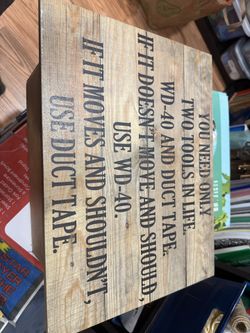 YOU NEED ONLY
TWO TOOLS IN LIFE.
WD-40 AND DUCT TAPE.
IF IT DOESN'T MOVE AND SHOULD,
USE WD-40.
IF IT MOVES AND SHOULDN'T,
USE DUCT TAPE.